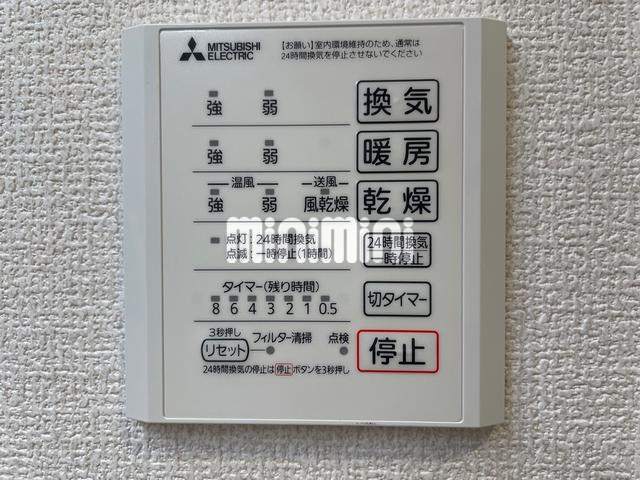 MITSUBISHI
ELECTRIC
【お願い】室内環境維持のため、通常は
24時間換気を停止させないでください
強 弱 換気
強 弱 暖房
温風 送風
強 弱 風乾燥 乾燥
minimini
点灯:24時間換気
点滅:一時停止(1時間)
24時間換気
一時停止
タイマー(残り時間)
8 6 4 3 2 1 0.5
切タイマー
3秒押し
リセット フィルター清掃 点検
停止
24時間換気の停止は停止ボタンを3秒押し